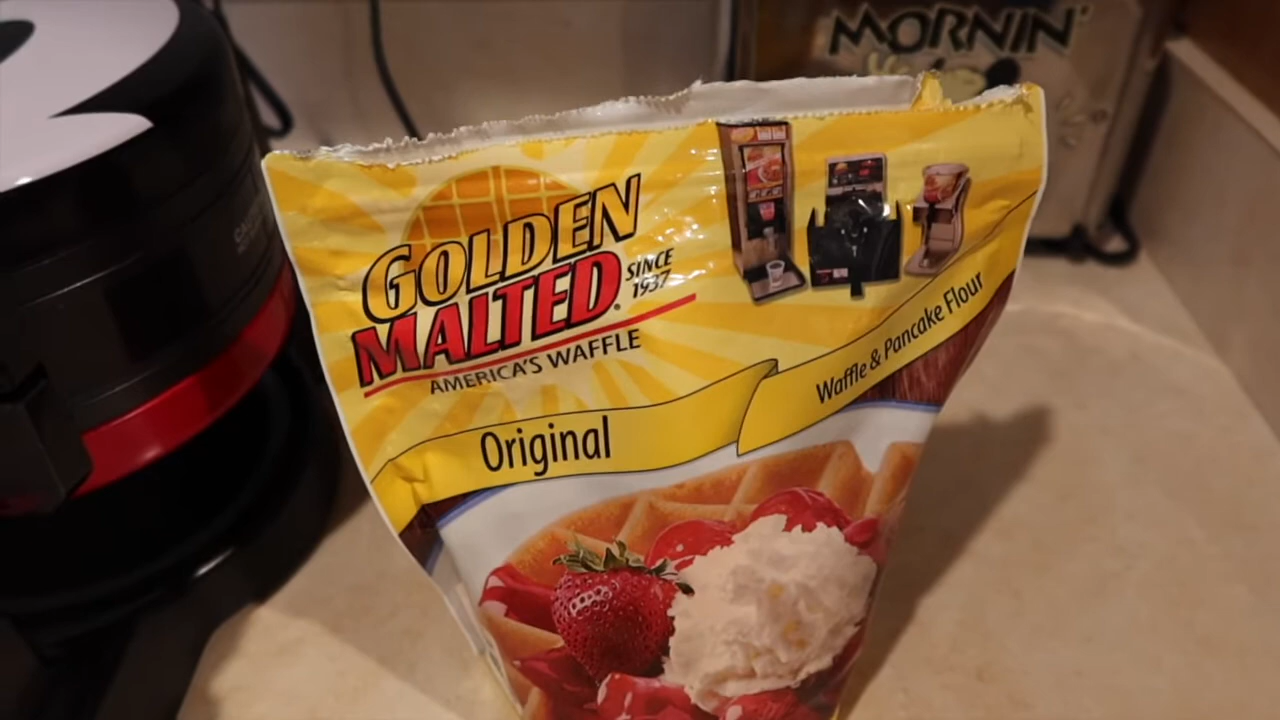 MORNIN'
GOLDEN
MALTED
SINCE
1937
AMERICA'S WAFFLE
Original
Waffle & Pancake Flour